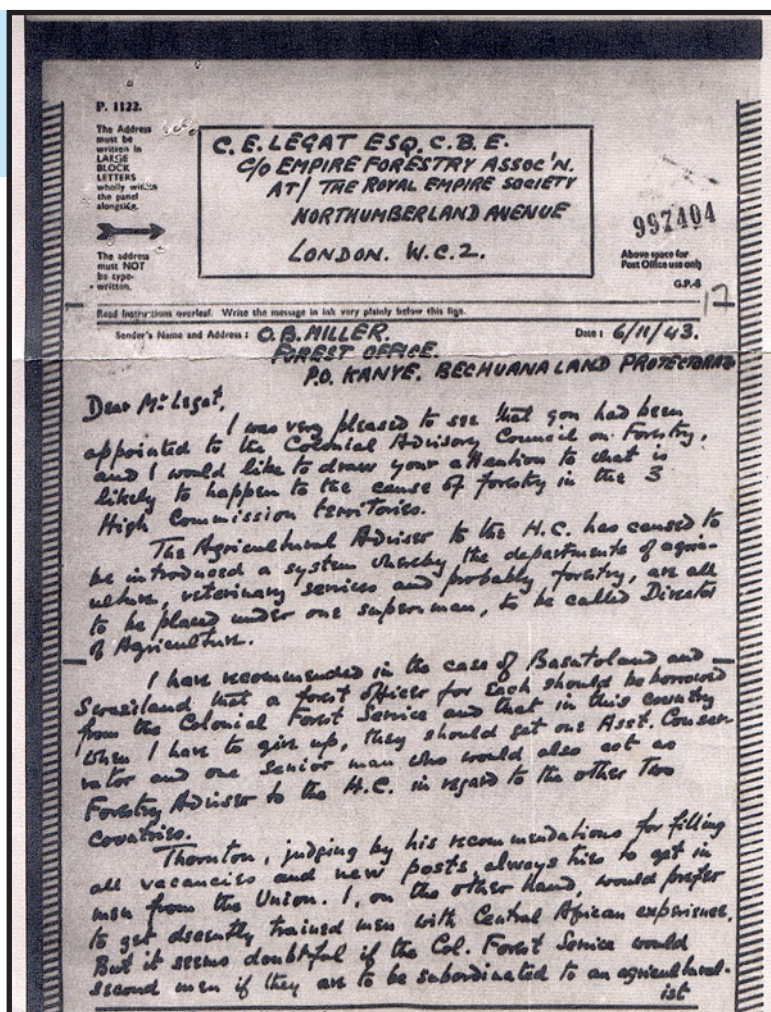 P. 1122.
The Address
must be
written in
LARGE
BLOCK
LETTERS
wholly within
the panel
alongside.
The address
must NOT
be type-
written.
C. E. LEGAT ESQ. C.B.E.
C/O EMPIRE FORESTRY ASSOC'N.
AT/ THE ROYAL EMPIRE SOCIETY
NORTHUMBERLAND AVENUE
LONDON. W.C.2.
997404
Above space for
Post Office use only
G.P.-S
17
Read instructions overleaf. Write the message in ink very plainly below this line.
Sender's Name and Address: O. B. MILLER. Date: 6/11/43.
FOREST OFFICE.
P.O. KANYE. BECHUANALAND PROTECTORATE
Dear Mr Legat,
I was very pleased to see that you had been
appointed to the Colonial Advisory Council on Forestry,
and I would like to draw your attention to what is
likely to happen to the cause of forestry in the 3
High Commission territories.
The Agricultural Adviser to the H.C. has caused to
be introduced a system whereby the departments of agric-
ulture, veterinary services and probably forestry, are all
to be placed under one superman, to be called Director
of Agriculture.
I have recommended in the case of Basutoland and
Swaziland that a forest officer for each should be borrowed
from the Colonial Forest Service and that in this country
when I have to give up, they should get one Asst. Conser-
vator and one senior man who would also act as
Forestry Adviser to the H.C. in regard to the other Two
countries.
Thornton, judging by his recommendations for filling
all vacancies and new posts, always tries to get in
men from the Union. I, on the other hand, would prefer
to get decently trained men with Central African experience.
But it seems doubtful if the Col. Forest Service would
second men if they are to be subordinated to an agricultural-
ist